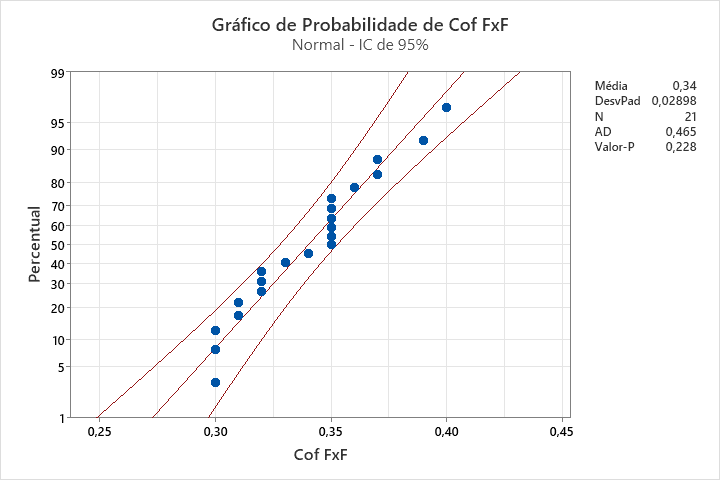 Gráfico de Probabilidade de Cof FxF
Normal - IC de 95%
Média 0,34
DesvPad 0,02898
N 21
AD 0,465
Valor-P 0,228
Percentual
99
95
90
80
70
60
50
40
30
20
10
5
1
0,25 0,30 0,35 0,40 0,45
Cof FxF